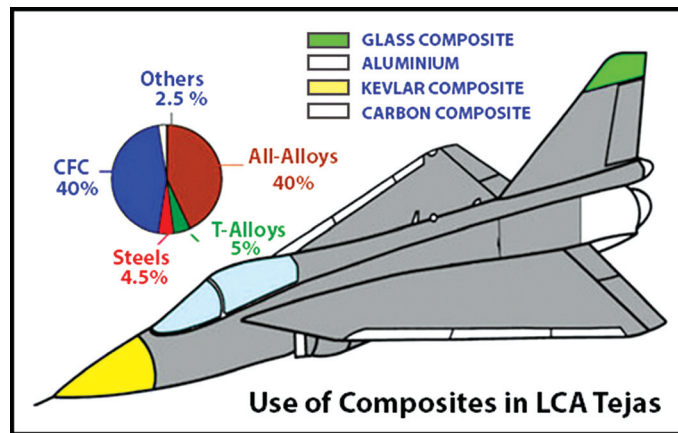 GLASS COMPOSITE
ALUMINIUM
KEVLAR COMPOSITE
CARBON COMPOSITE
Others
2.5 %
CFC
40%
All-Alloys
40%
T-Alloys
5%
Steels
4.5%
Use of Composites in LCA Tejas